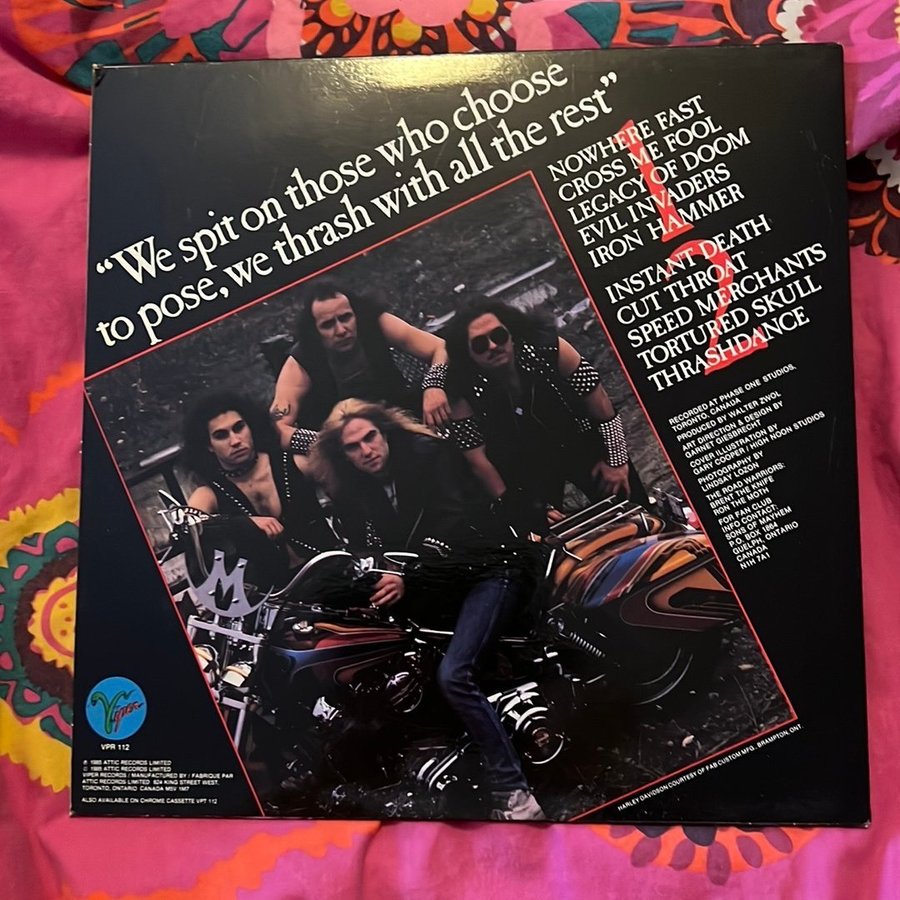 “We spit on those who choose
to pose, we thrash with all the rest”
1
NOWHERE FAST
CROSS ME FOOL
LEGACY OF DOOM
EVIL INVADERS
IRON HAMMER
2
INSTANT DEATH
CUT THROAT
SPEED MERCHANTS
TORTURED SKULL
THRASHDANCE
RECORDED AT PHASE ONE STUDIOS,
TORONTO, CANADA
PRODUCED BY WALTER ZWOL
ART DIRECTION & DESIGN BY
GARNET GIESBRECHT
COVER ILLUSTRATION BY
GARY COOPER/HIGH NOON STUDIOS
PHOTOGRAPHY BY
LINDSAY LOZON
THE ROAD WARRIORS:
BRENT THE KNIFE
RON THE MOTH
FOR FAN CLUB
INFO CONTACT:
SONS OF MAYHEM
P.O. BOX 1864
GUELPH, ONTARIO
CANADA
N1H 7A1
M
Viper
VPR 112
℗ 1985 ATTIC RECORDS LIMITED
© 1985 ATTIC RECORDS LIMITED
VIPER RECORDS / MANUFACTURED BY / FABRIQUE PAR
ATTIC RECORDS LIMITED 624 KING STREET WEST,
TORONTO, ONTARIO CANADA M5V 1M7
ALSO AVAILABLE ON CHROME CASSETTE VPT 112
HARLEY DAVIDSON COURTESY OF FAB CUSTOM MFG., BRAMPTON, ONT.